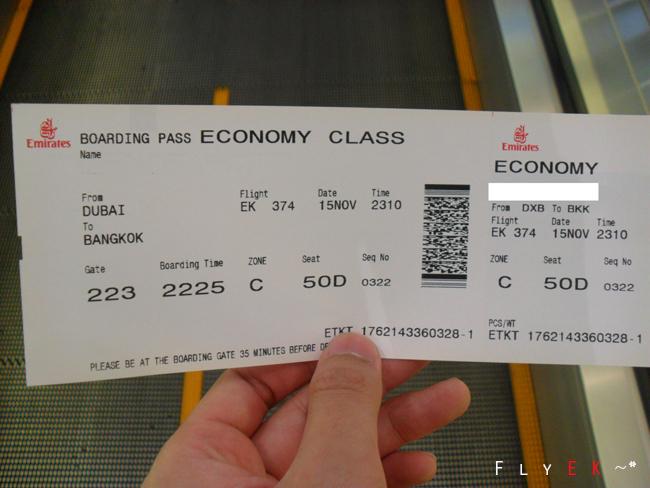 Emirates
BOARDING PASS ECONOMY CLASS
Name
From
DUBAI
To
BANGKOK
Flight Date Time
EK 374 15NOV 2310
Gate Boarding Time ZONE Seat Seq No
223 2225 C 50D 0322
ETKT 1762143360328-1
PLEASE BE AT THE BOARDING GATE 35 MINUTES BEFORE
Emirates
ECONOMY
From DXB To BKK
Flight Date Time
EK 374 15NOV 2310
ZONE Seat Seq No
C 50D 0322
PCS/WT
ETKT 1762143360328-1
FLYEK ~*